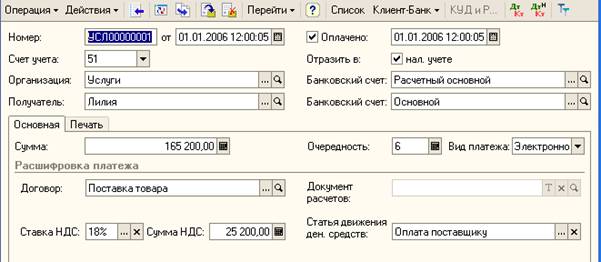 Операция Действия Перейти ? Список Клиент-Банк КУД и Р... Дт Кт Дт Н Кт
Номер: УСЛ00000001 от 01.01.2006 12:00:05 Оплачено: 01.01.2006 12:00:05
Счет учета: 51 Отразить в: нал. учете
Организация: Услуги ... Банковский счет: Расчетный основной ...
Получатель: Лилия ... Банковский счет: Основной ...
Основная Печать
Сумма: 165 200,00 Очередность: 6 Вид платежа: Электронно
Расшифровка платежа
Договор: Поставка товара ... Документ расчетов: T x
Ставка НДС: 18% ... x Сумма НДС: 25 200,00 Статья движения ден. средств: Оплата поставщику ... x